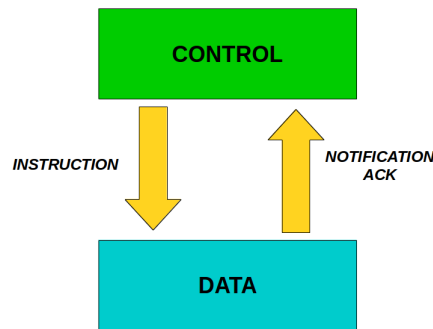 CONTROL
INSTRUCTION
NOTIFICATION
ACK
DATA